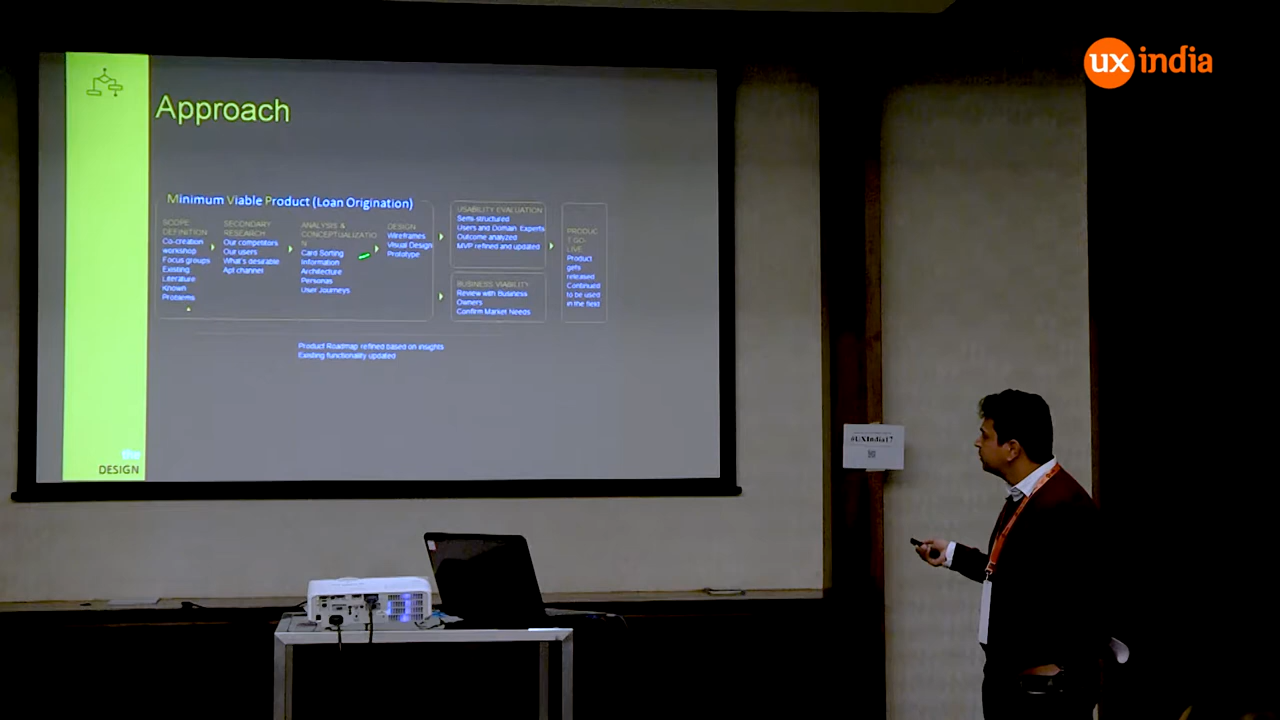 uxindia
Approach
Minimum Viable Product (Loan Origination)
SCOPE
DEFINITION
Co-creation
workshop
Focus groups
Existing
Literature
Known
Problems
SECONDARY
RESEARCH
Our competitors
Our users
What's desirable
Apt channel
ANALYSIS &
CONCEPTUALIZATIO
N
Card Sorting
Information
Architecture
Personas
User Journeys
DESIGN
Wireframes
Visual Design
Prototype
USABILITY EVALUATION
Semi-structured
Users and Domain Experts
Outcome analyzed
MVP refined and updated
BUSINESS VIABILITY
Review with Business
Owners
Confirm Market Needs
PRODUC
T GO-
LIVE
Product
gets
released
Continued
to be used
in the field
Product Roadmap refined based on insights
Existing functionality updated
the
DESIGN
#UXIndia17